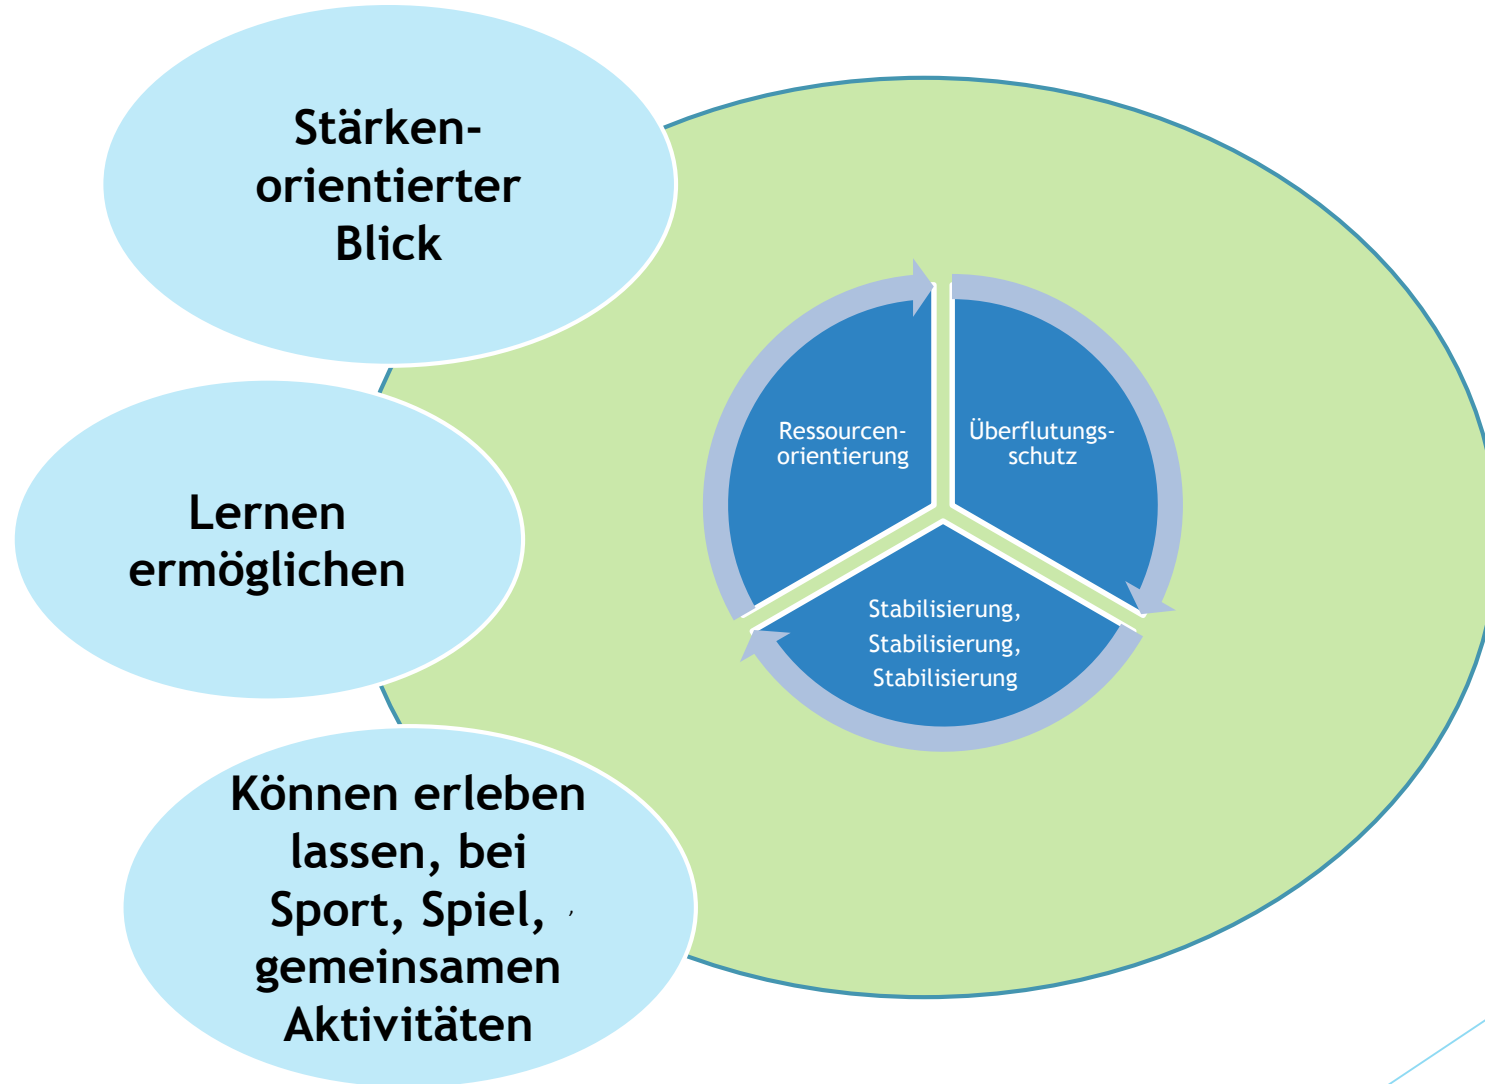 Stärken-
orientierter
Blick
Lernen
ermöglichen
Können erleben
lassen, bei
Sport, Spiel, ,
gemeinsamen
Aktivitäten
Ressourcen-
orientierung
Überflutungs-
schutz
Stabilisierung,
Stabilisierung,
Stabilisierung